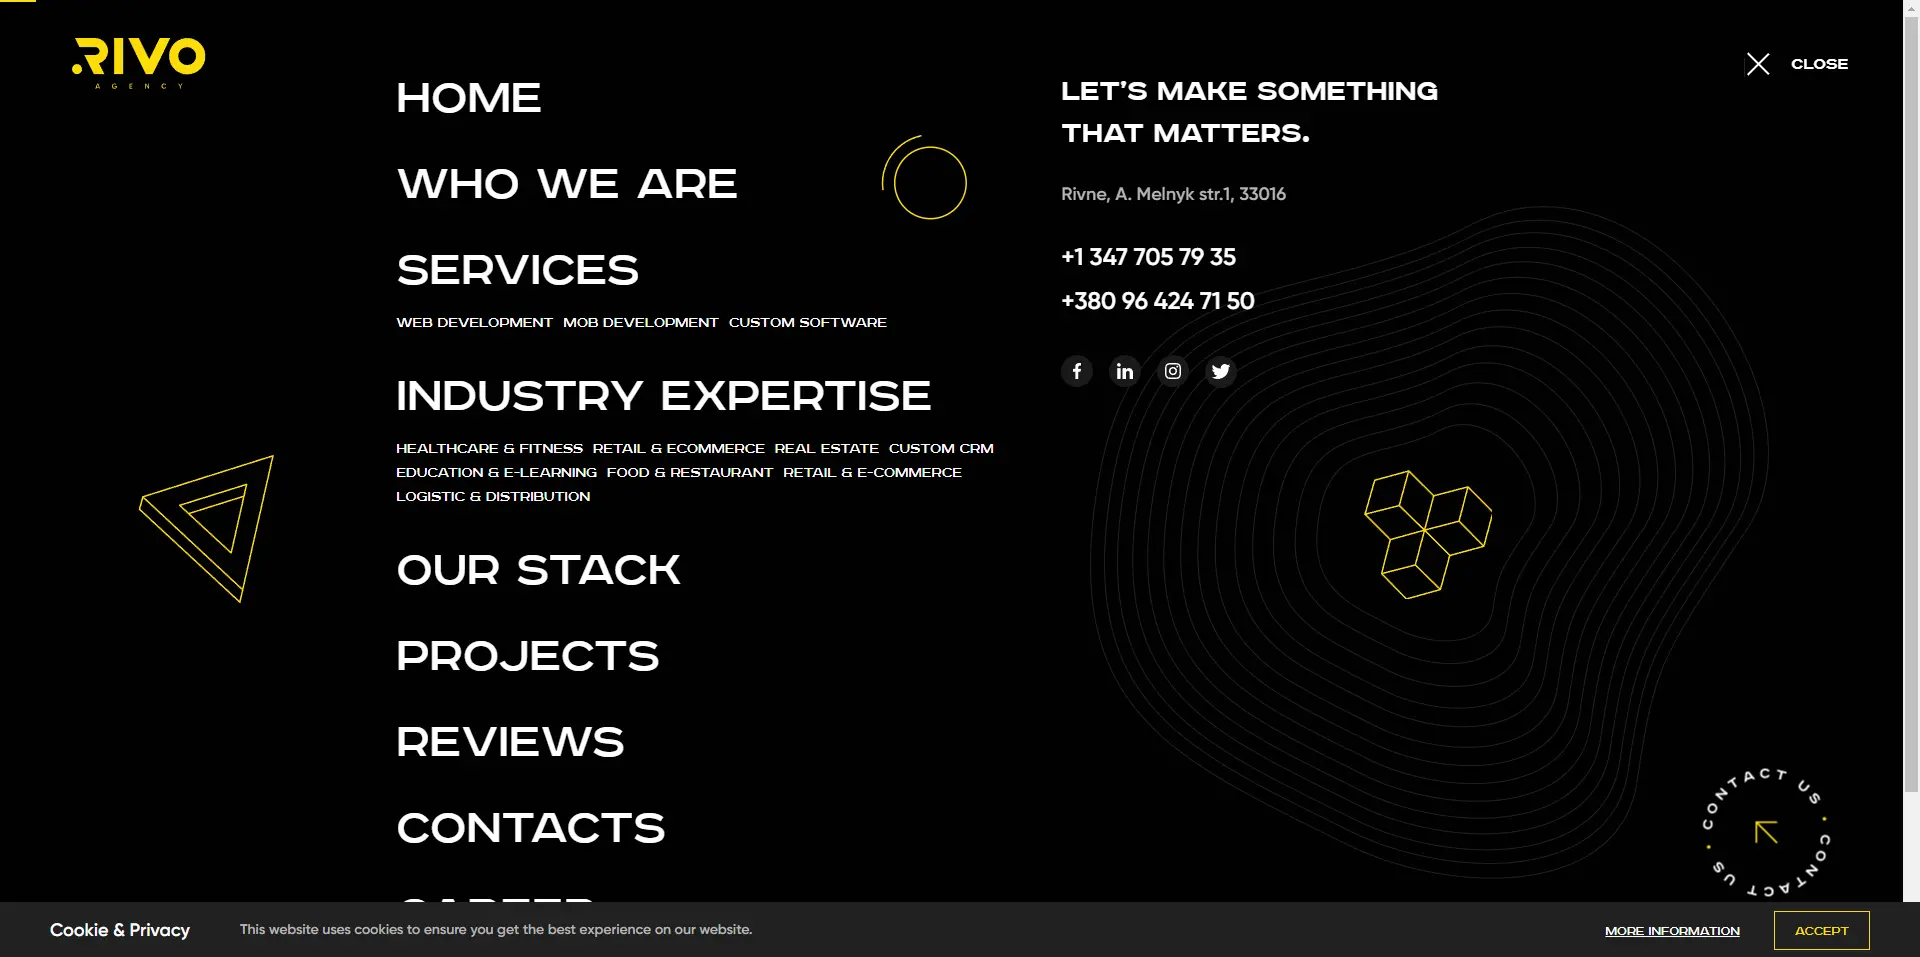 RIVO
AGENCY
HOME
WHO WE ARE
SERVICES
WEB DEVELOPMENT MOB DEVELOPMENT CUSTOM SOFTWARE
INDUSTRY EXPERTISE
HEALTHCARE & FITNESS RETAIL & ECOMMERCE REAL ESTATE CUSTOM CRM
EDUCATION & E-LEARNING FOOD & RESTAURANT RETAIL & E-COMMERCE
LOGISTIC & DISTRIBUTION
OUR STACK
PROJECTS
REVIEWS
CONTACTS
LET'S MAKE SOMETHING
THAT MATTERS.
Rivne, A. Melnyk str.1, 33016
+1 347 705 79 35
+380 96 424 71 50
CLOSE
CONTACT US • CONTACT US •
Cookie & Privacy
This website uses cookies to ensure you get the best experience on our website.
MORE INFORMATION
ACCEPT